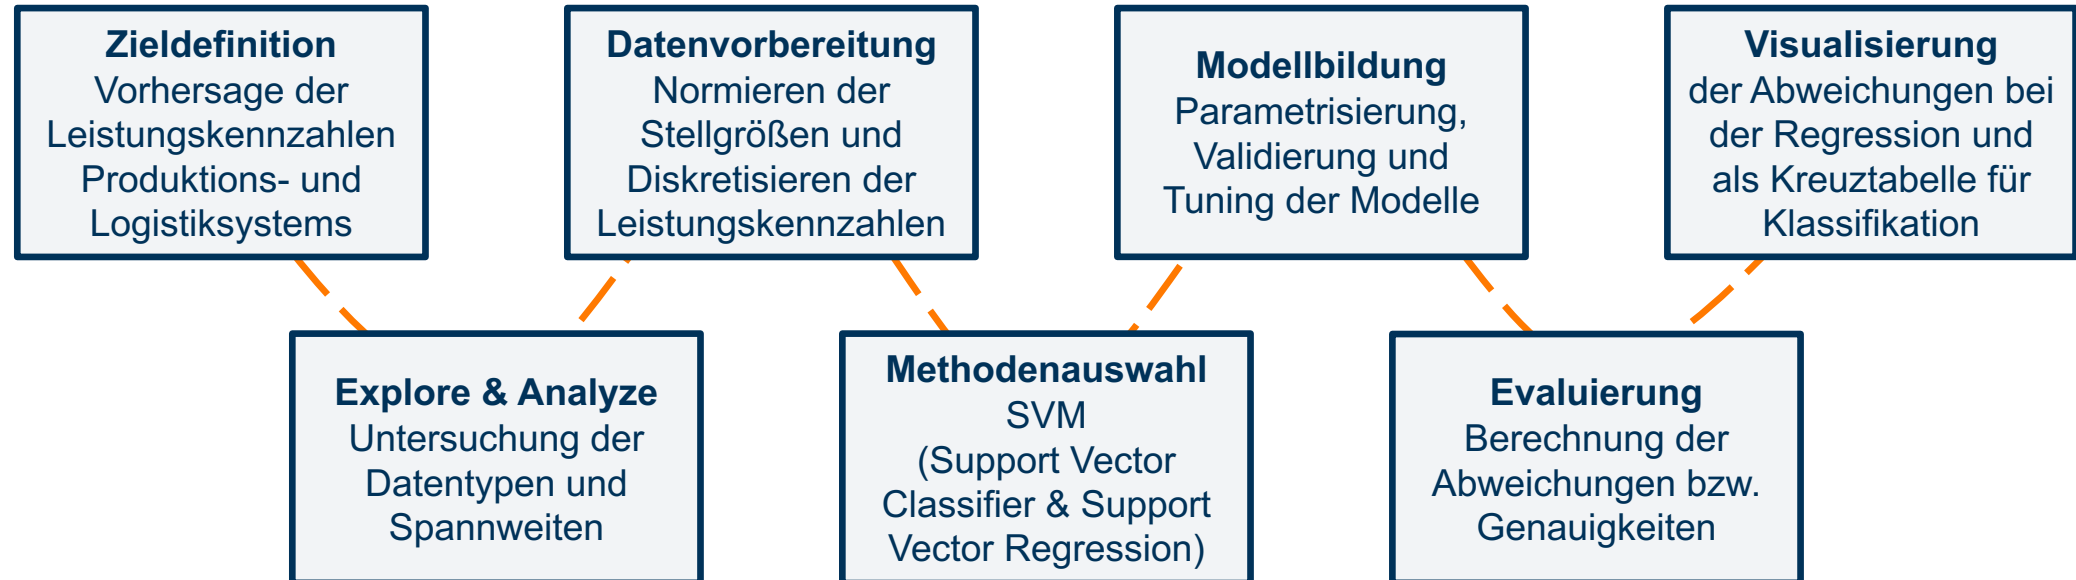 Zieldefinition
Vorhersage der
Leistungskennzahlen
Produktions- und
Logistiksystems
Explore & Analyze
Untersuchung der
Datentypen und
Spannweiten
Datenvorbereitung
Normieren der
Stellgrößen und
Diskretisieren der
Leistungskennzahlen
Methodenauswahl
SVM
(Support Vector
Classifier & Support
Vector Regression)
Modellbildung
Parametrisierung,
Validierung und
Tuning der Modelle
Evaluierung
Berechnung der
Abweichungen bzw.
Genauigkeiten
Visualisierung
der Abweichungen bei
der Regression und
als Kreuztabelle für
Klassifikation